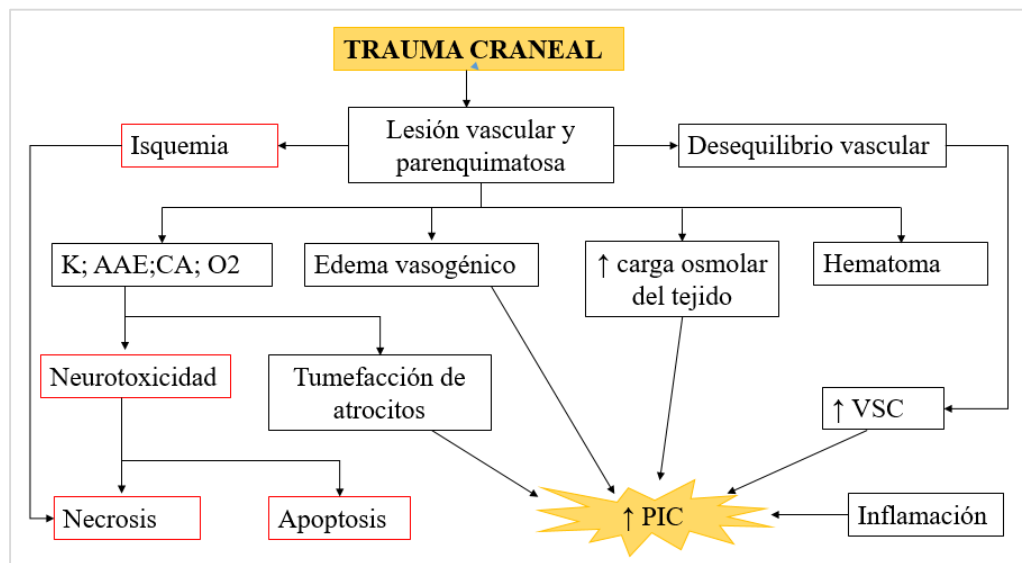 TRAUMA CRANEAL
Isquemia
Lesión vascular y
parenquimatosa
Desequilibrio vascular
K; AAE;CA; O2
Edema vasogénico
↑ carga osmolar
del tejido
Hematoma
Neurotoxicidad
Tumefacción de
atrocitos
↑ VSC
Necrosis
Apoptosis
↑ PIC
Inflamación